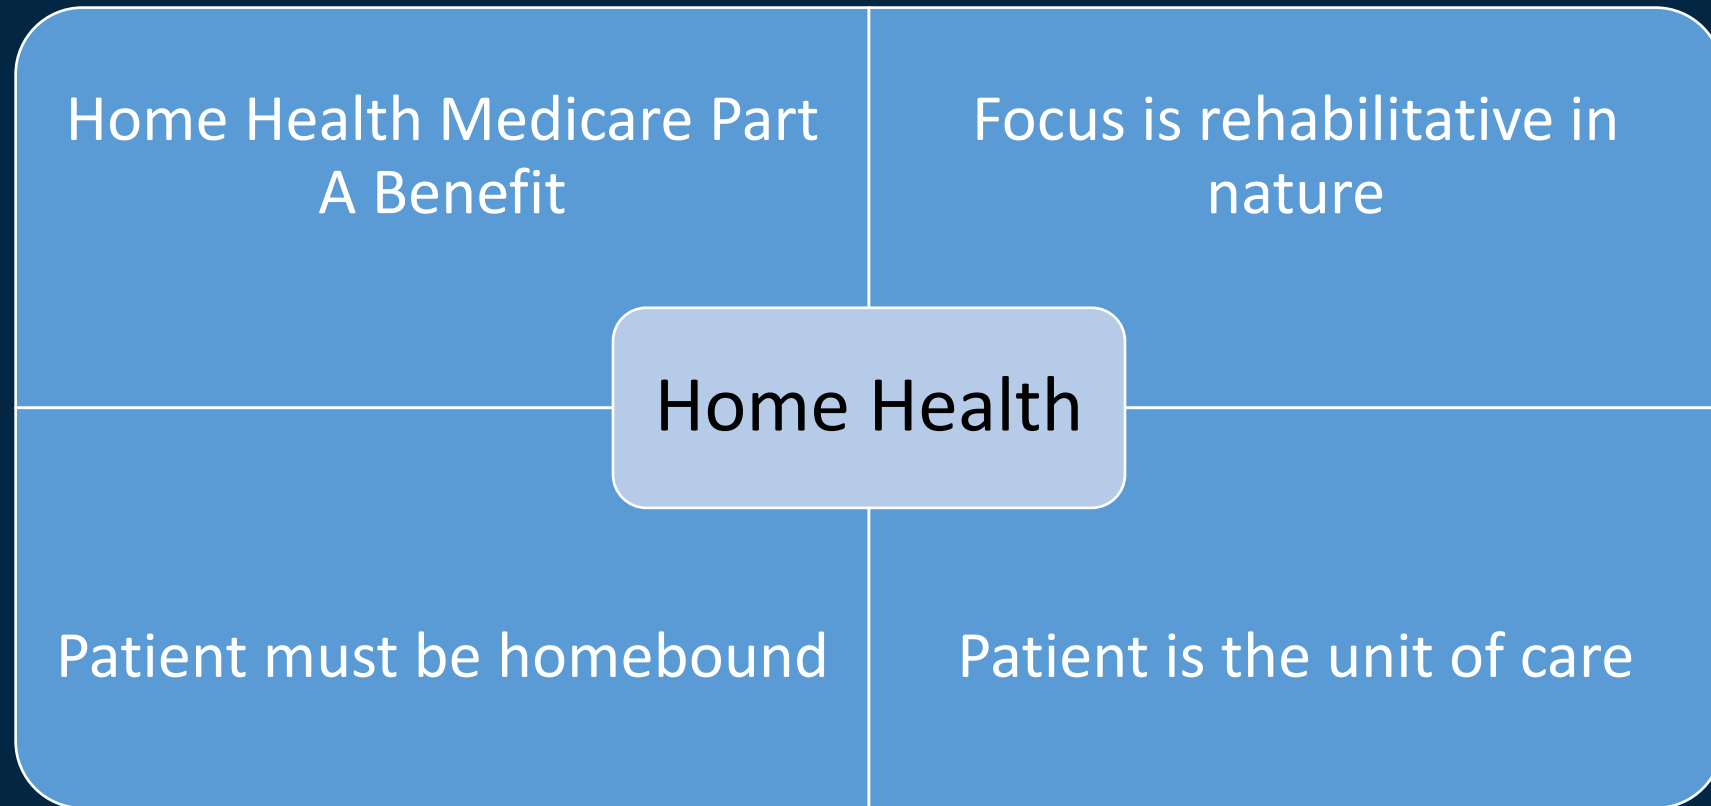 Home Health Medicare Part
A Benefit
Focus is rehabilitative in
nature
Home Health
Patient must be homebound
Patient is the unit of care